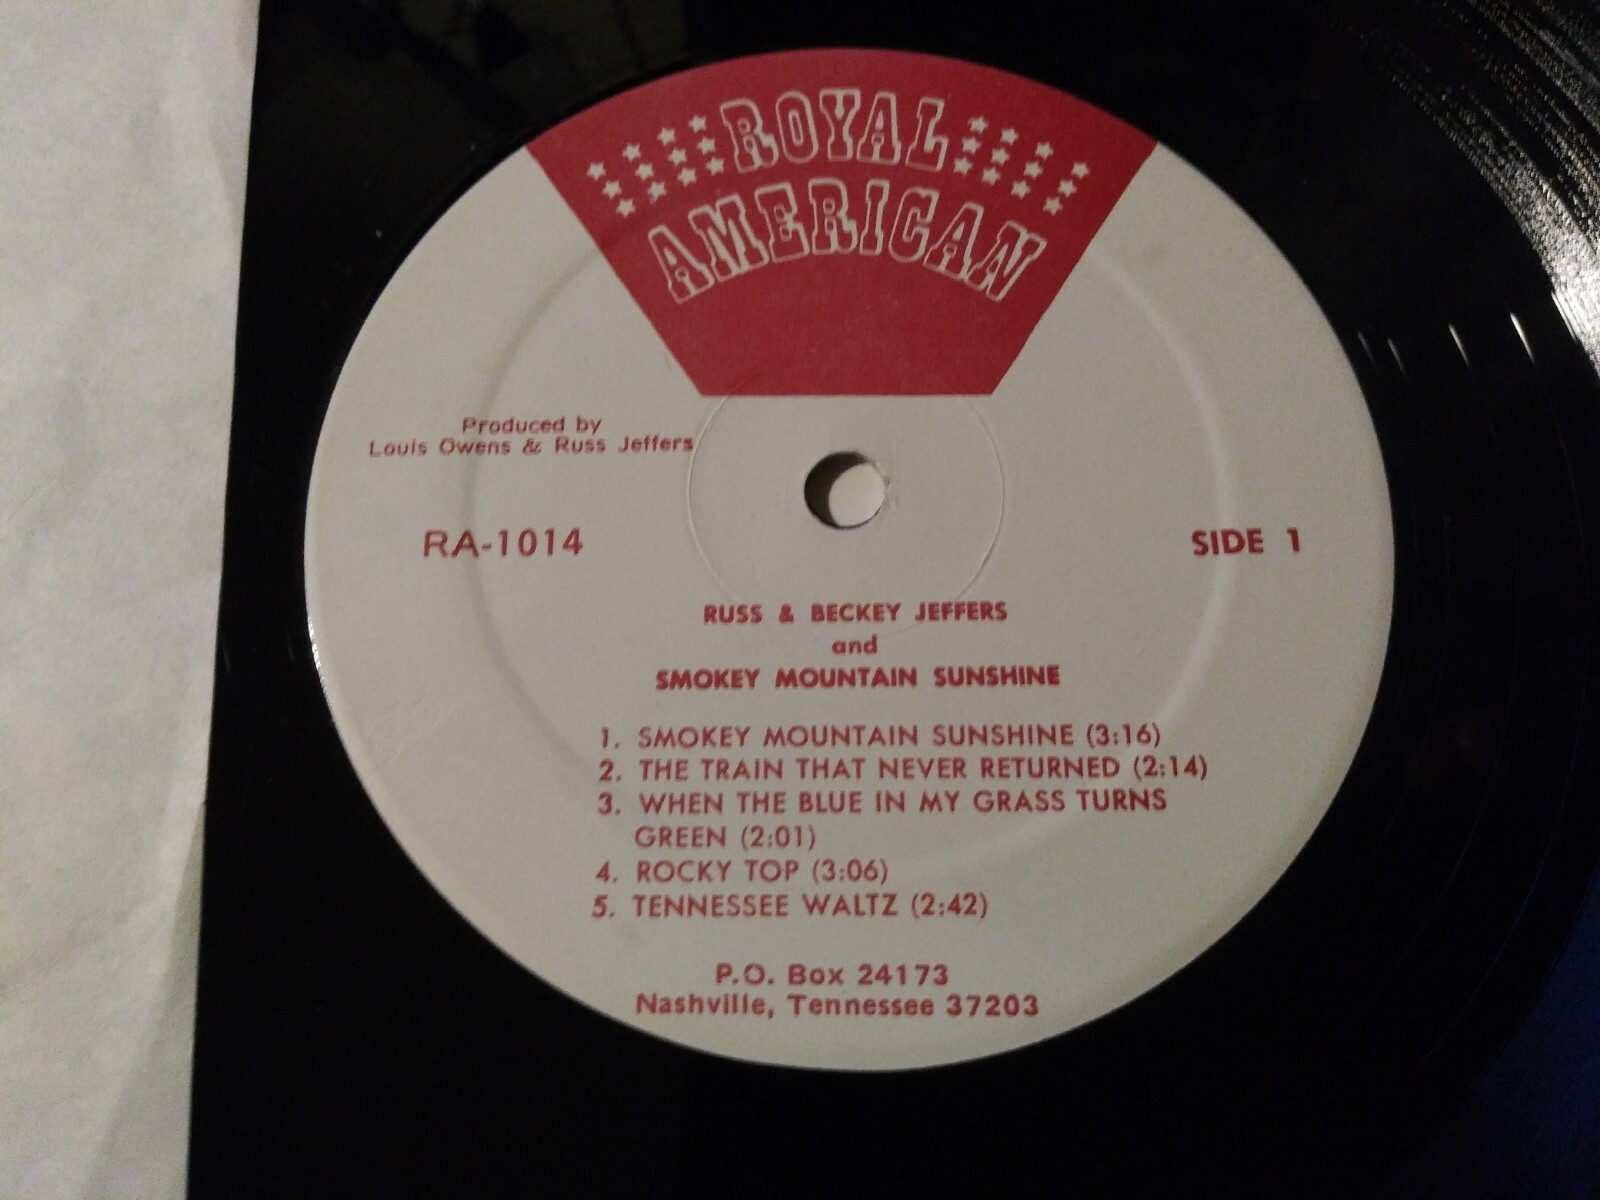 ROYAL
AMERICAN
Produced by
Louis Owens & Russ Jeffers
RA-1014
SIDE 1
RUSS & BECKEY JEFFERS
and
SMOKEY MOUNTAIN SUNSHINE
1. SMOKEY MOUNTAIN SUNSHINE (3:16)
2. THE TRAIN THAT NEVER RETURNED (2:14)
3. WHEN THE BLUE IN MY GRASS TURNS
GREEN (2:01)
4. ROCKY TOP (3:06)
5. TENNESSEE WALTZ (2:42)
P.O. Box 24173
Nashville, Tennessee 37203